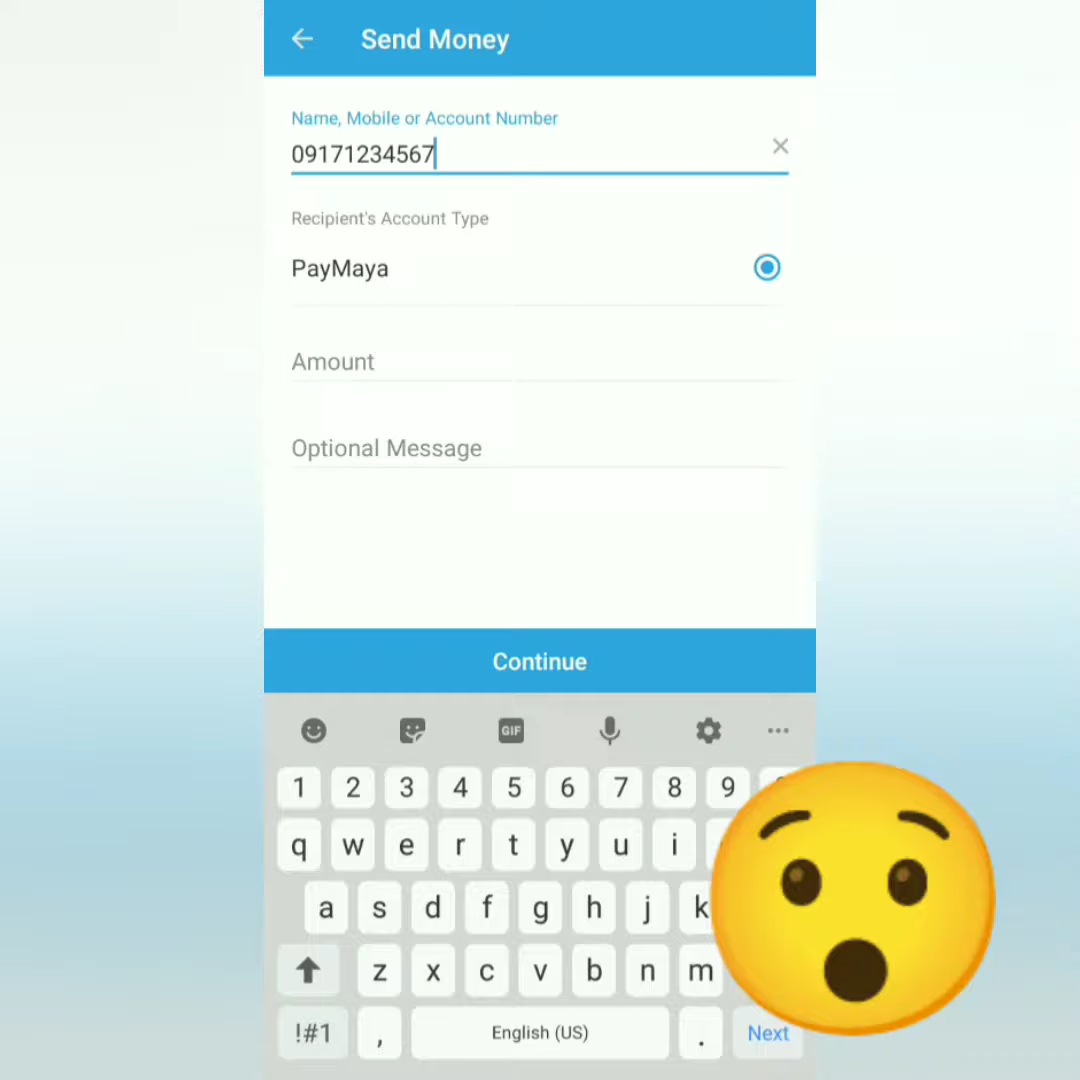 Send Money
Name, Mobile or Account Number
09171234567
Recipient's Account Type
PayMaya
Amount
Optional Message
Continue
GIF
1 2 3 4 5 6 7 8 9
q w e r t y u i
a s d f g h j k
z x c v b n m
!#1 , English (US) . Next